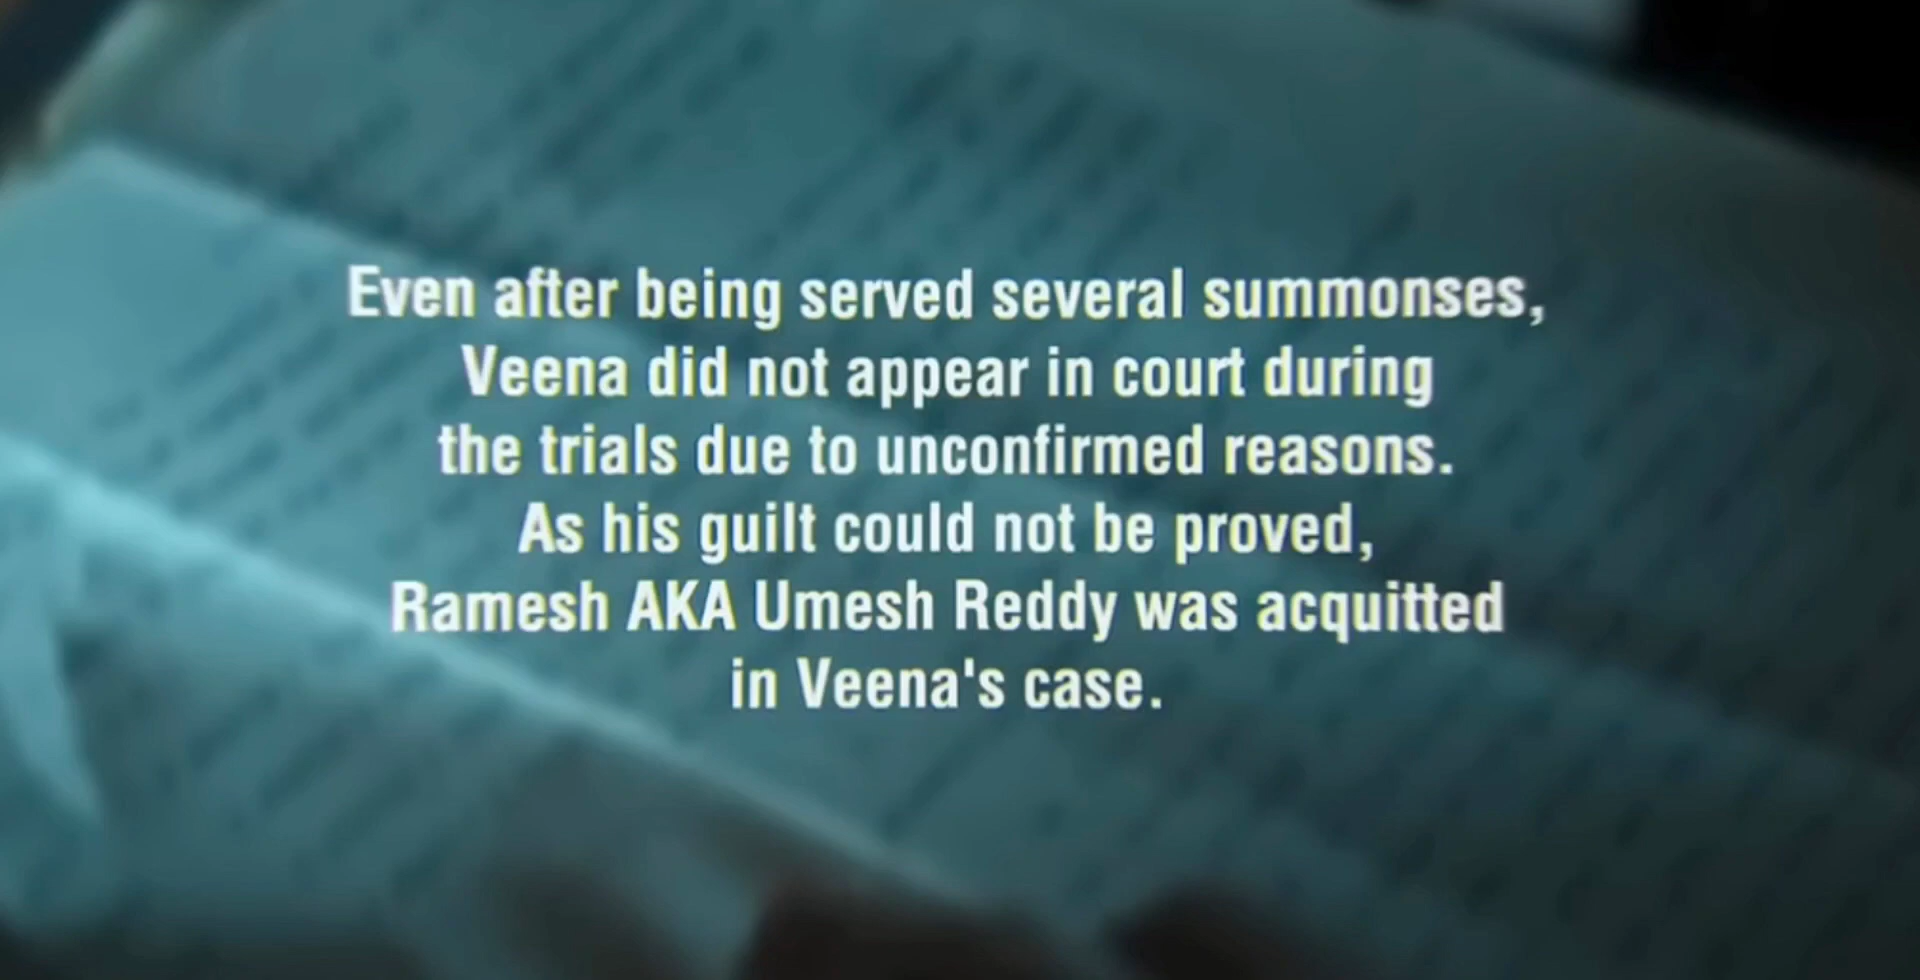 Even after being served several summonses,
Veena did not appear in court during
the trials due to unconfirmed reasons.
As his guilt could not be proved,
Ramesh AKA Umesh Reddy was acquitted
in Veena's case.